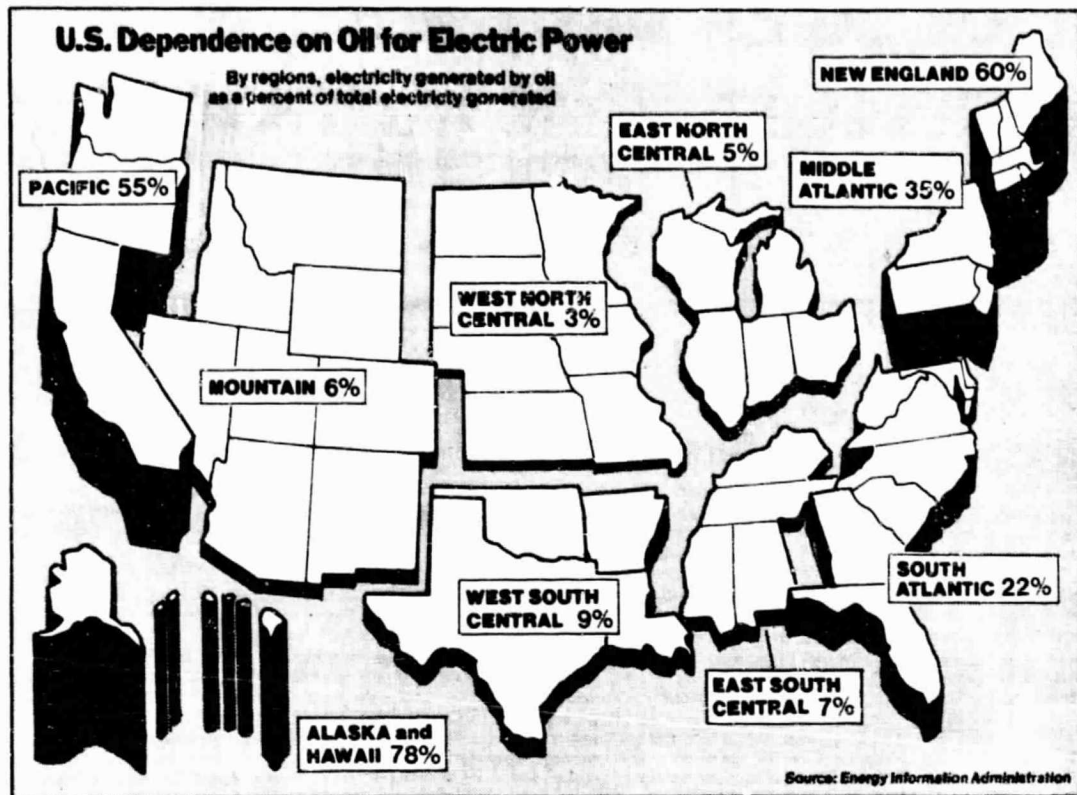 U.S. Dependence on Oil for Electric Power
By regions, electricity generated by oil
as a percent of total electricty gonerated
NEW ENGLAND 60%
EAST NORTH
CENTRAL 5%
MIDDLE
ATLANTIC 35%
PACIFIC 55%
WEST NORTH
CENTRAL 3%
MOUNTAIN 6%
WEST SOUTH
CENTRAL 9%
SOUTH
ATLANTIC 22%
EAST SOUTH
CENTRAL 7%
ALASKA and
HAWAII 78%
Source: Energy Information Administration